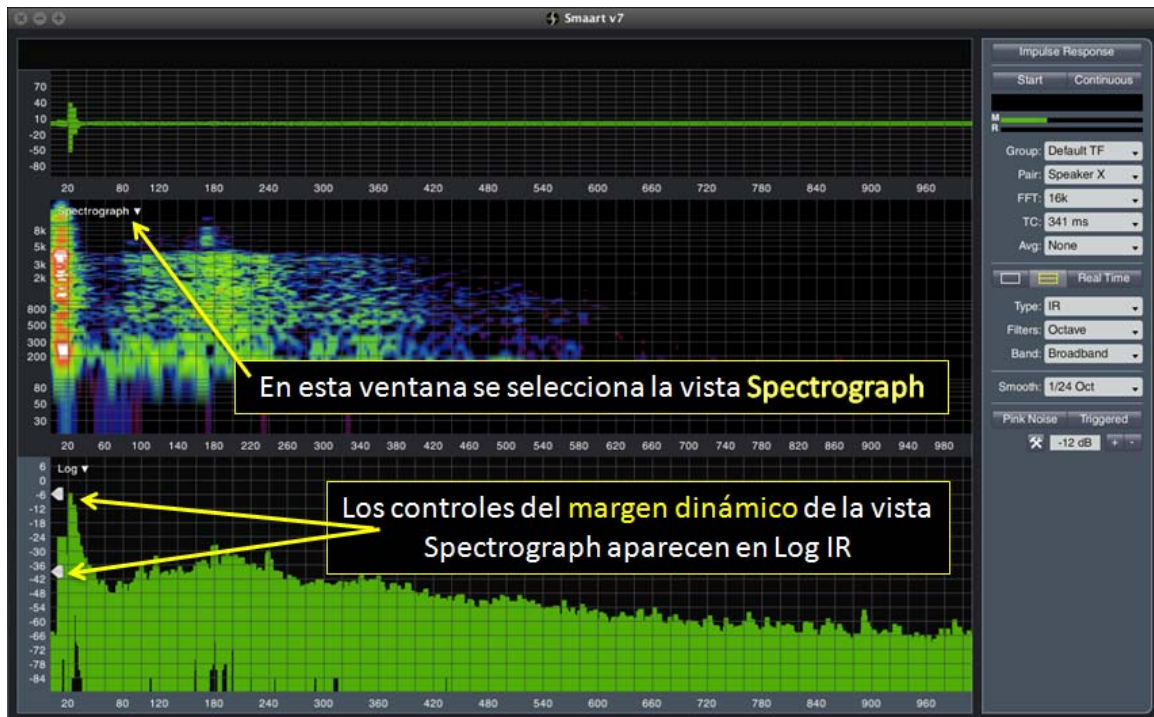 Smaart v7
70
40
10
-20
-50
-80
20 80 120 180 240 300 360 420 480 540 600 660 720 780 840 900 960
Spectrograph ▼
8k
5k
3k
2k
800
500
300
200
80
50
30
En esta ventana se selecciona la vista Spectrograph
20 60 100 140 180 220 260 300 340 380 420 460 500 540 580 620 660 700 740 780 820 860 900 940 980
Log ▼
6
0
-6
-12
-18
-24
-30
-36
-42
-48
-54
-60
-66
-72
-78
-84
Los controles del margen dinámico de la vista
Spectrograph aparecen en Log IR
20 80 120 180 240 300 360 420 480 540 600 660 720 780 840 900 960
Impulse Response
Start Continuous
M
R
Group: Default TF
Pair: Speaker X
FFT: 16k
TC: 341 ms
Avg: None
Real Time
Type: IR
Filters: Octave
Band: Broadband
Smooth: 1/24 Oct
Pink Noise Triggered
-12 dB + -